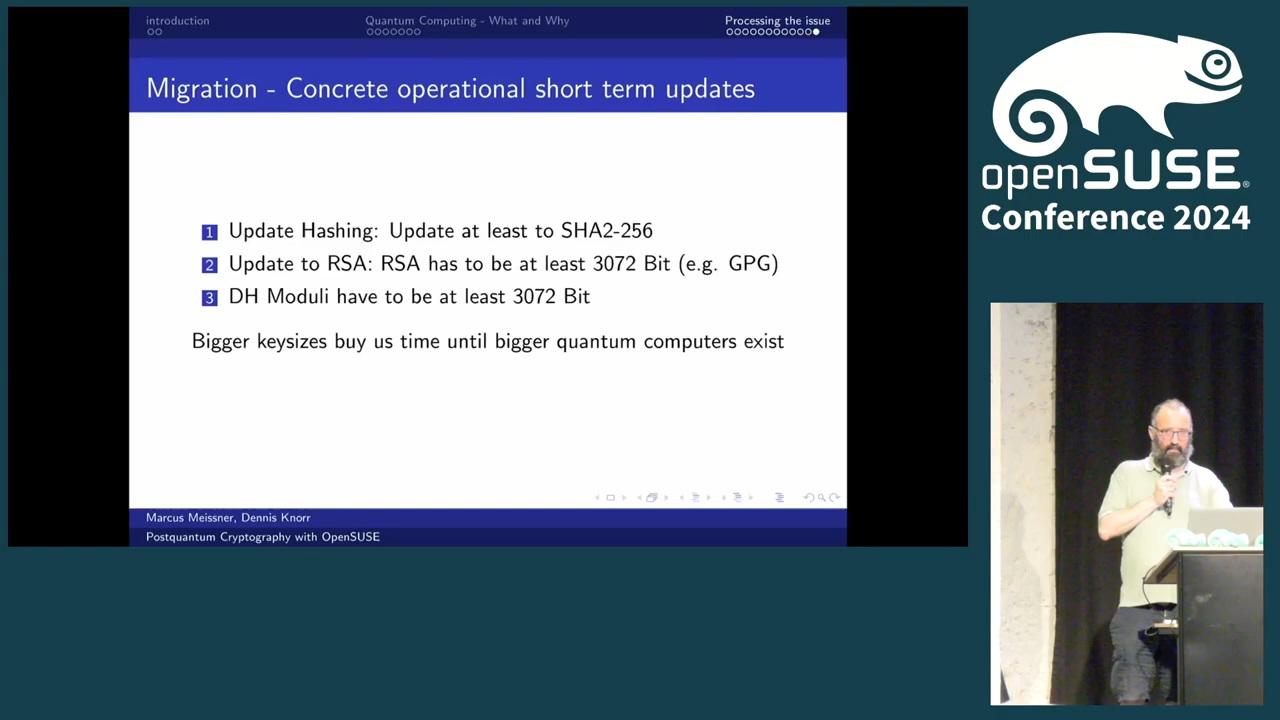 introduction
Quantum Computing - What and Why
Processing the issue
Migration - Concrete operational short term updates
1 Update Hashing: Update at least to SHA2-256
2 Update to RSA: RSA has to be at least 3072 Bit (e.g. GPG)
3 DH Moduli have to be at least 3072 Bit
Bigger keysizes buy us time until bigger quantum computers exist
Marcus Meissner, Dennis Knorr
Postquantum Cryptography with OpenSUSE
openSUSE®
Conference 2024